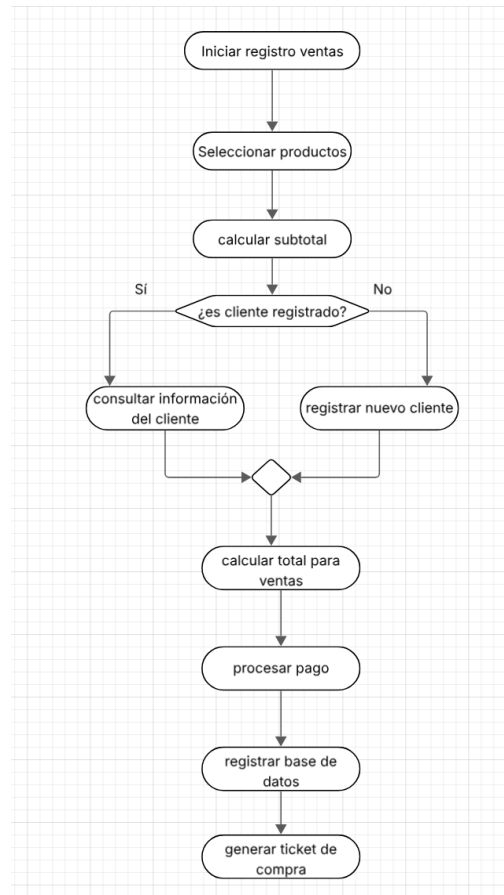 Iniciar registro ventas
Seleccionar productos
calcular subtotal
Sí
No
¿es cliente registrado?
consultar información
del cliente
registrar nuevo cliente
calcular total para
ventas
procesar pago
registrar base de
datos
generar ticket de
compra